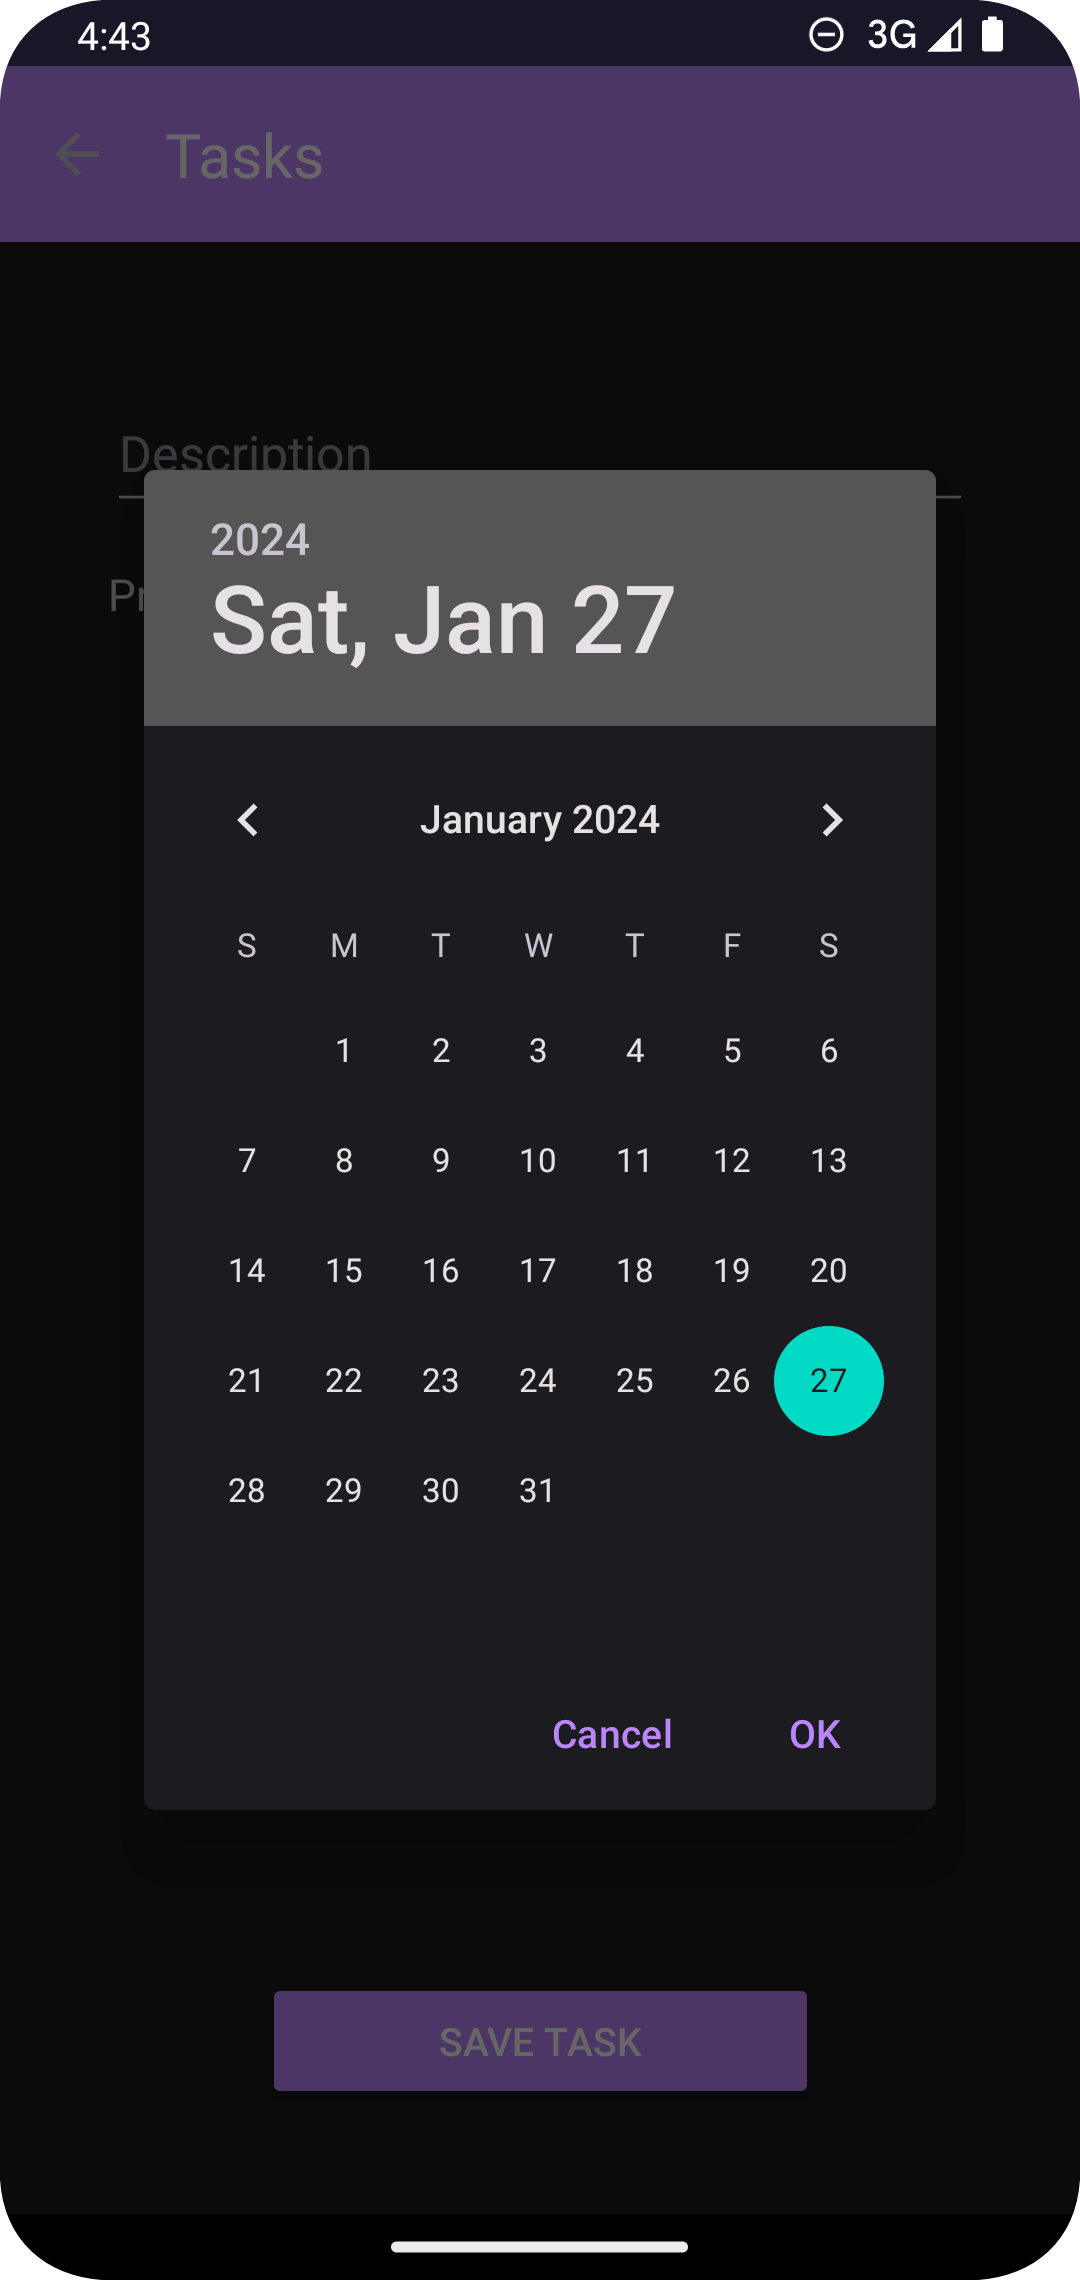 4:43 3G
Tasks
Description
Pr
2024
Sat, Jan 27
January 2024
S M T W T F S
1 2 3 4 5 6
7 8 9 10 11 12 13
14 15 16 17 18 19 20
21 22 23 24 25 26 27
28 29 30 31
Cancel OK
SAVE TASK